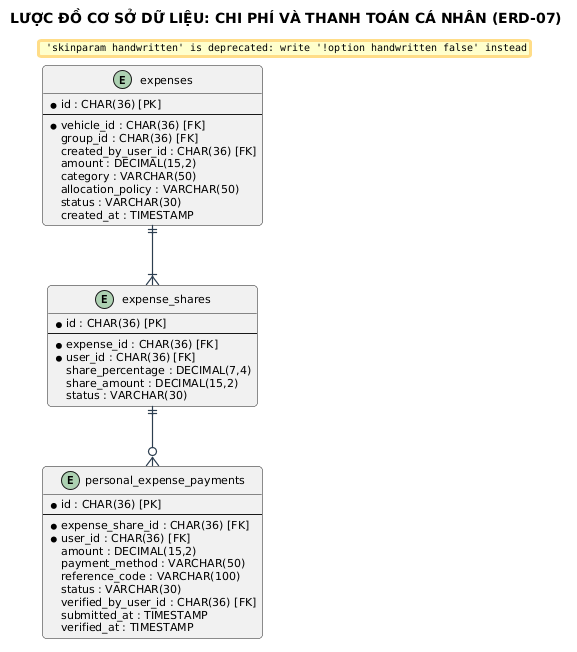 LƯỢC ĐỒ CƠ SỞ DỮ LIỆU: CHI PHÍ VÀ THANH TOÁN CÁ NHÂN (ERD-07)
'skinparam handwritten' is deprecated: write '!option handwritten false' instead
E expenses
id : CHAR(36) [PK]
vehicle_id : CHAR(36) [FK]
group_id : CHAR(36) [FK]
created_by_user_id : CHAR(36) [FK]
amount : DECIMAL(15,2)
category : VARCHAR(50)
allocation_policy : VARCHAR(50)
status : VARCHAR(30)
created_at : TIMESTAMP
E expense_shares
id : CHAR(36) [PK]
expense_id : CHAR(36) [FK]
user_id : CHAR(36) [FK]
share_percentage : DECIMAL(7,4)
share_amount : DECIMAL(15,2)
status : VARCHAR(30)
E personal_expense_payments
id : CHAR(36) [PK]
expense_share_id : CHAR(36) [FK]
user_id : CHAR(36) [FK]
amount : DECIMAL(15,2)
payment_method : VARCHAR(50)
reference_code : VARCHAR(100)
status : VARCHAR(30)
verified_by_user_id : CHAR(36) [FK]
submitted_at : TIMESTAMP
verified_at : TIMESTAMP